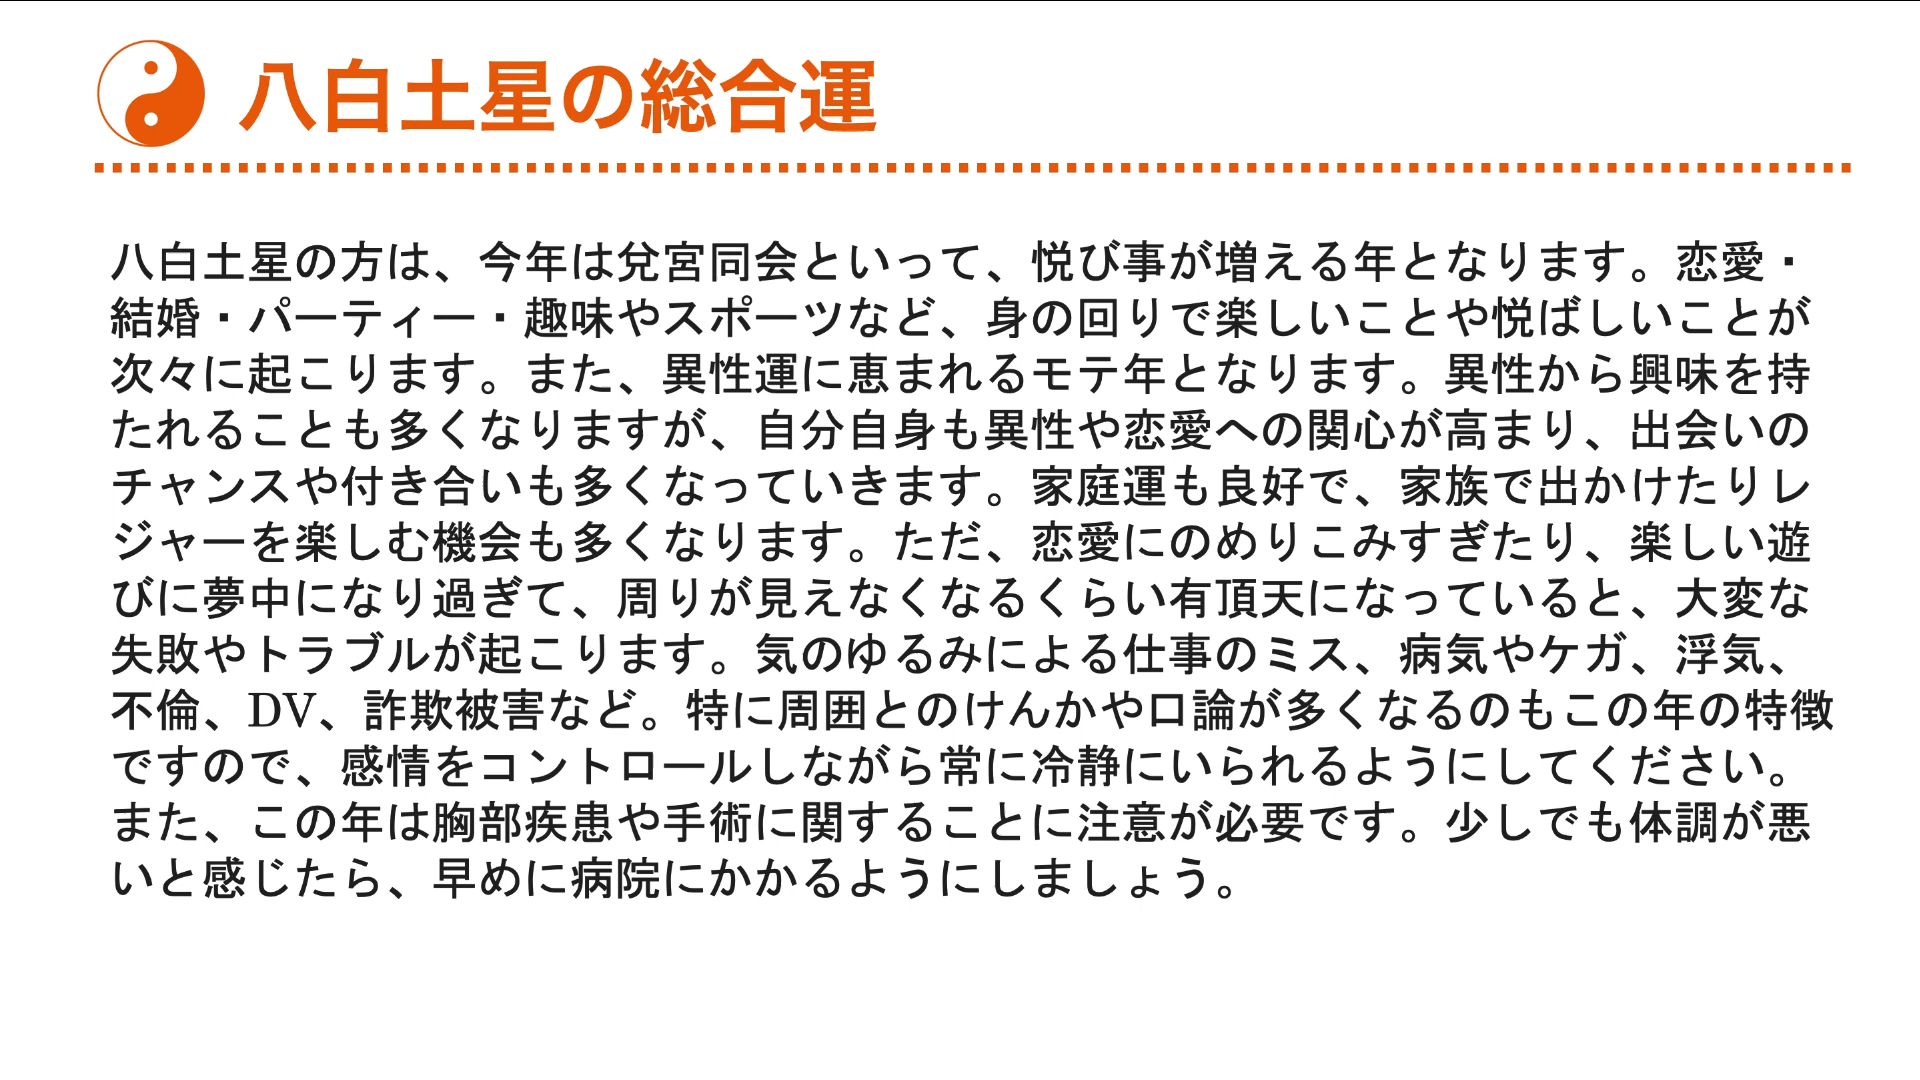 八白土星の総合運
八白土星の方は、今年は兌宮同会といって、悦び事が増える年となります。恋愛・
結婚・パーティー・趣味やスポーツなど、身の回りで楽しいことや悦ばしいことが
次々に起こります。また、異性運に恵まれるモテ年となります。異性から興味を持
たれることも多くなりますが、自分自身も異性や恋愛への関心が高まり、出会いの
チャンスや付き合いも多くなっていきます。家庭運も良好で、家族で出かけたりレ
ジャーを楽しむ機会も多くなります。ただ、恋愛にのめりこみすぎたり、楽しい遊
びに夢中になり過ぎて、周りが見えなくなるくらい有頂天になっていると、大変な
失敗やトラブルが起こります。気のゆるみによる仕事のミス、病気やケガ、浮気、
不倫、DV、詐欺被害など。特に周囲とのけんかや口論が多くなるのもこの年の特徴
ですので、感情をコントロールしながら常に冷静にいられるようにしてください。
また、この年は胸部疾患や手術に関することに注意が必要です。少しでも体調が悪
いと感じたら、早めに病院にかかるようにしましょう。